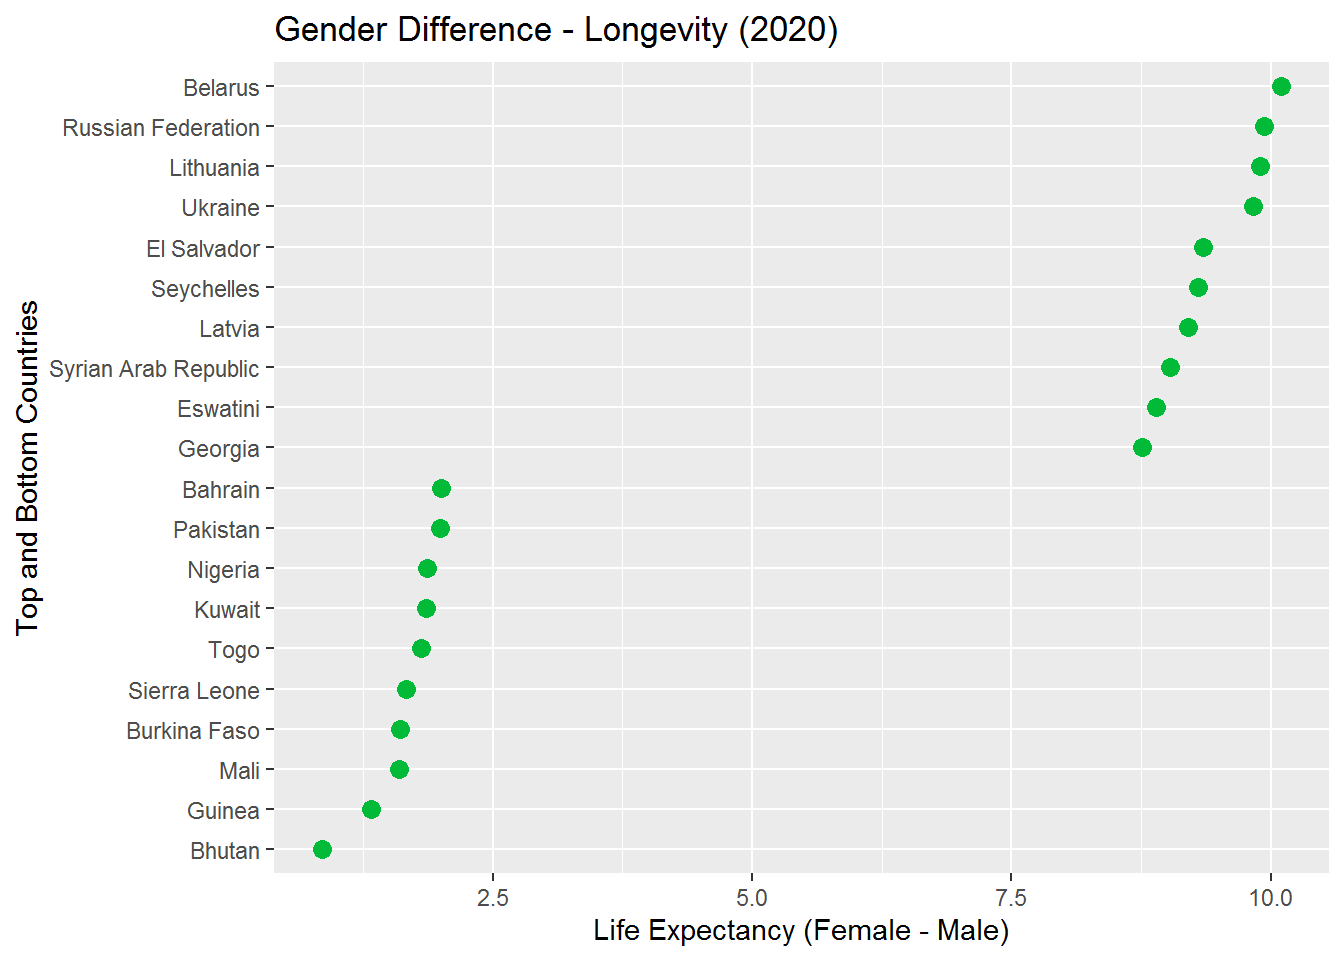 Gender Difference - Longevity (2020)
Top and Bottom Countries
Belarus
Russian Federation
Lithuania
Ukraine
El Salvador
Seychelles
Latvia
Syrian Arab Republic
Eswatini
Georgia
Bahrain
Pakistan
Nigeria
Kuwait
Togo
Sierra Leone
Burkina Faso
Mali
Guinea
Bhutan
2.5 5.0 7.5 10.0
Life Expectancy (Female - Male)